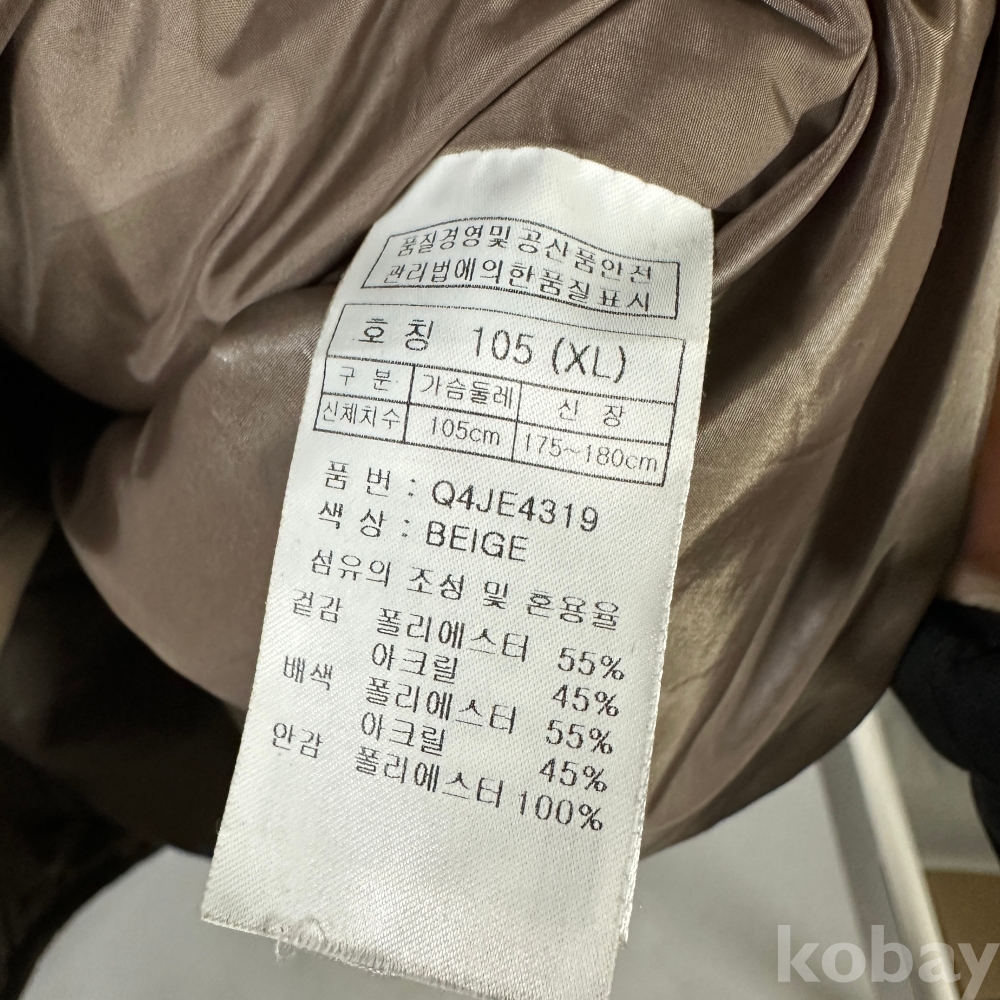 품질경영및공산품안전
관리법에의한품질표시
호 칭 105 (XL)
구 분 가슴둘레 신 장
신체치수 105cm 175~180cm
품 번 : Q4JE4319
색 상 : BEIGE
섬유의 조성 및 혼용율
겉감 폴리에스터 55%
아크릴 45%
배색 폴리에스터 55%
아크릴 45%
안감 폴리에스터 100%
kobay